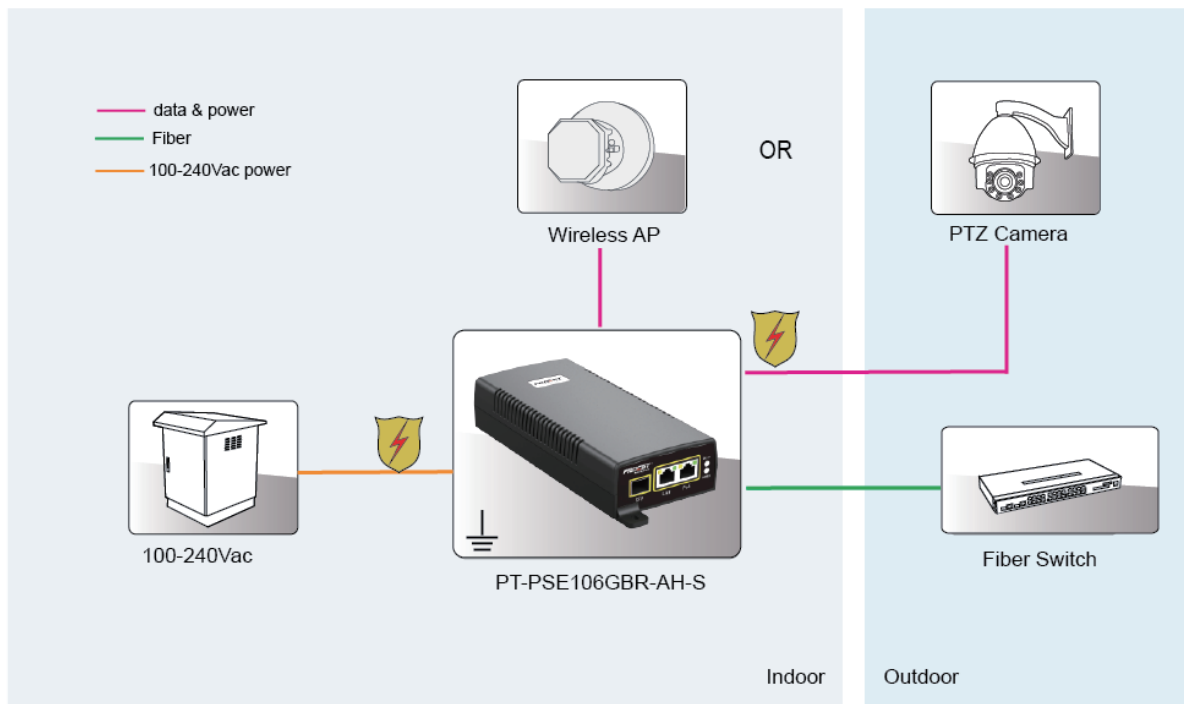 data & power
Fiber
100-240Vac power
OR
Wireless AP
PTZ Camera
100-240Vac
PT-PSE106GBR-AH-S
Fiber Switch
Indoor
Outdoor